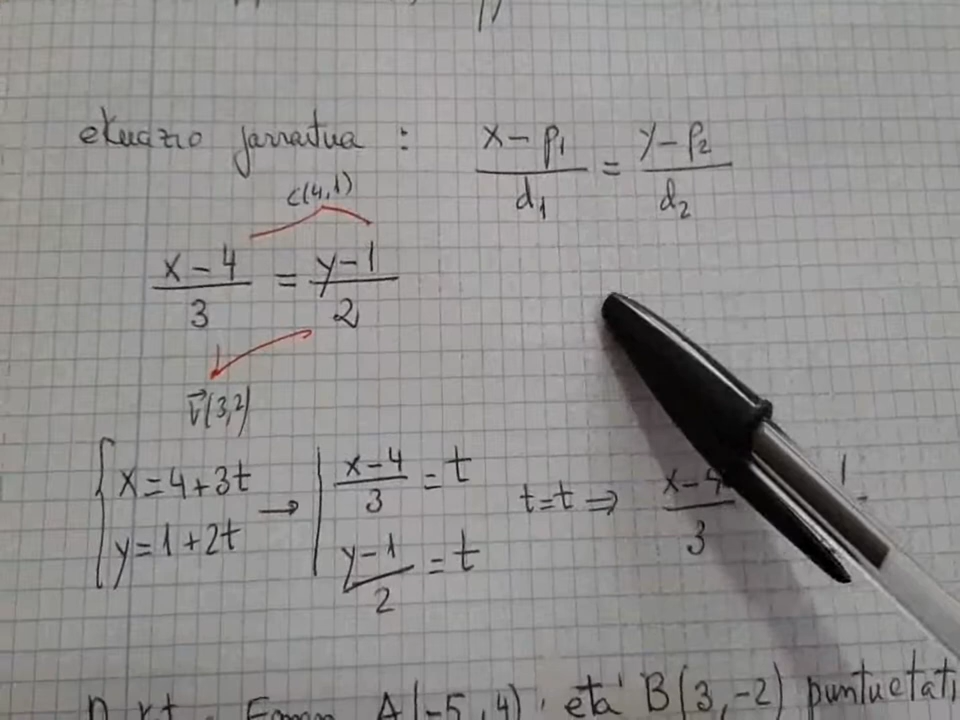 ekuazio jarraitua : x-p₁/d₁ = y-p₂/d₂
C(4,1)
x-4/3 = y-1/2
v⃗(3,2)
{x=4+3t → |x-4/3 = t
y=1+2t y-1/2 = t
t=t ⇒ x-4/3
A(-5,4) eta B(3,-2) puntuetati